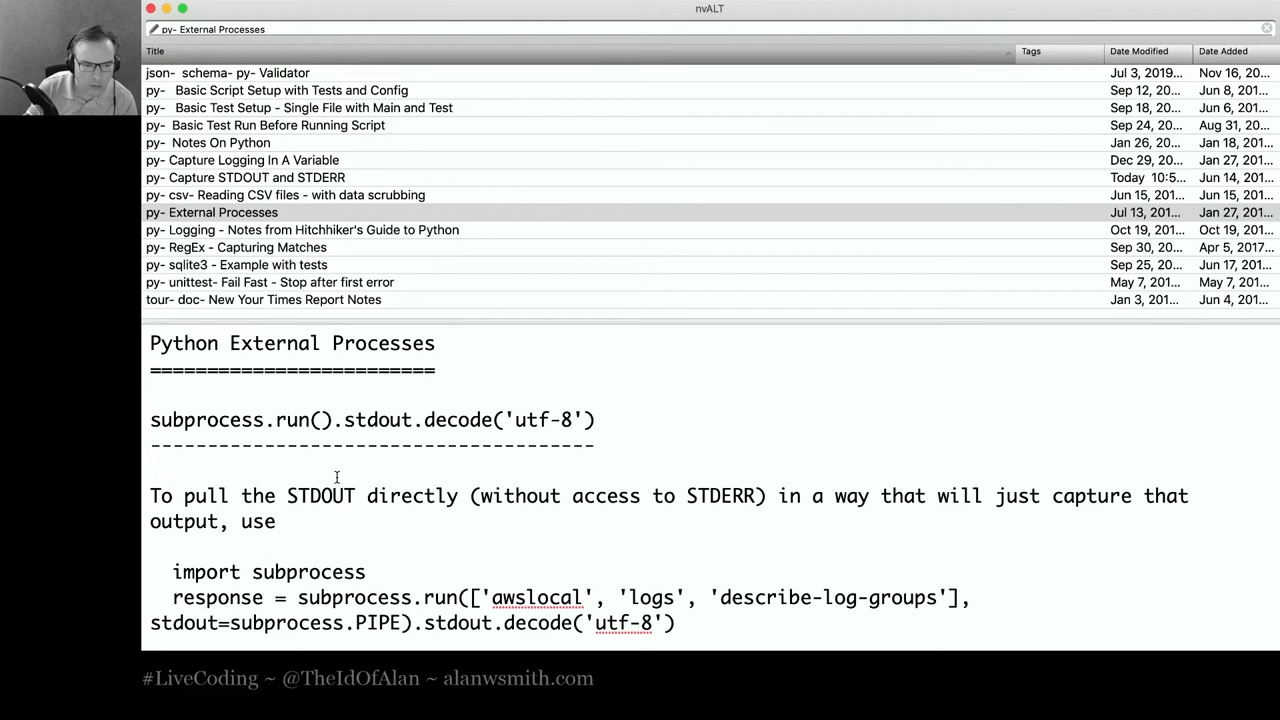 nvALT
py- External Processes
Title Tags Date Modified Date Added
json- schema- py- Validator Jul 3, 2019... Nov 16, 20...
py- Basic Script Setup with Tests and Config Sep 12, 20... Jun 8, 201...
py- Basic Test Setup - Single File with Main and Test Sep 18, 20... Jun 6, 201...
py- Basic Test Run Before Running Script Sep 24, 20... Aug 31, 20...
py- Notes On Python Jan 26, 20... Jan 18, 201...
py- Capture Logging In A Variable Dec 29, 20... Jan 27, 201...
py- Capture STDOUT and STDERR Today 10:5... Jun 14, 201...
py- csv- Reading CSV files - with data scrubbing Jun 15, 201... Jun 15, 201...
py- External Processes Jul 13, 201... Jan 27, 201...
py- Logging - Notes from Hitchhiker's Guide to Python Oct 19, 201... Oct 19, 201...
py- RegEx - Capturing Matches Sep 30, 20... Apr 5, 2017...
py- sqlite3 - Example with tests Sep 25, 20... Jun 17, 201...
py- unittest- Fail Fast - Stop after first error May 7, 201... May 7, 201...
tour- doc- New Your Times Report Notes Jan 3, 201... Jun 4, 201...
Python External Processes
=========================
subprocess.run().stdout.decode('utf-8')
---------------------------------------
To pull the STDOUT directly (without access to STDERR) in a way that will just capture that
output, use
import subprocess
response = subprocess.run(['awslocal', 'logs', 'describe-log-groups'],
stdout=subprocess.PIPE).stdout.decode('utf-8')
#LiveCoding ~ @TheIdOfAlan ~ alanwsmith.com